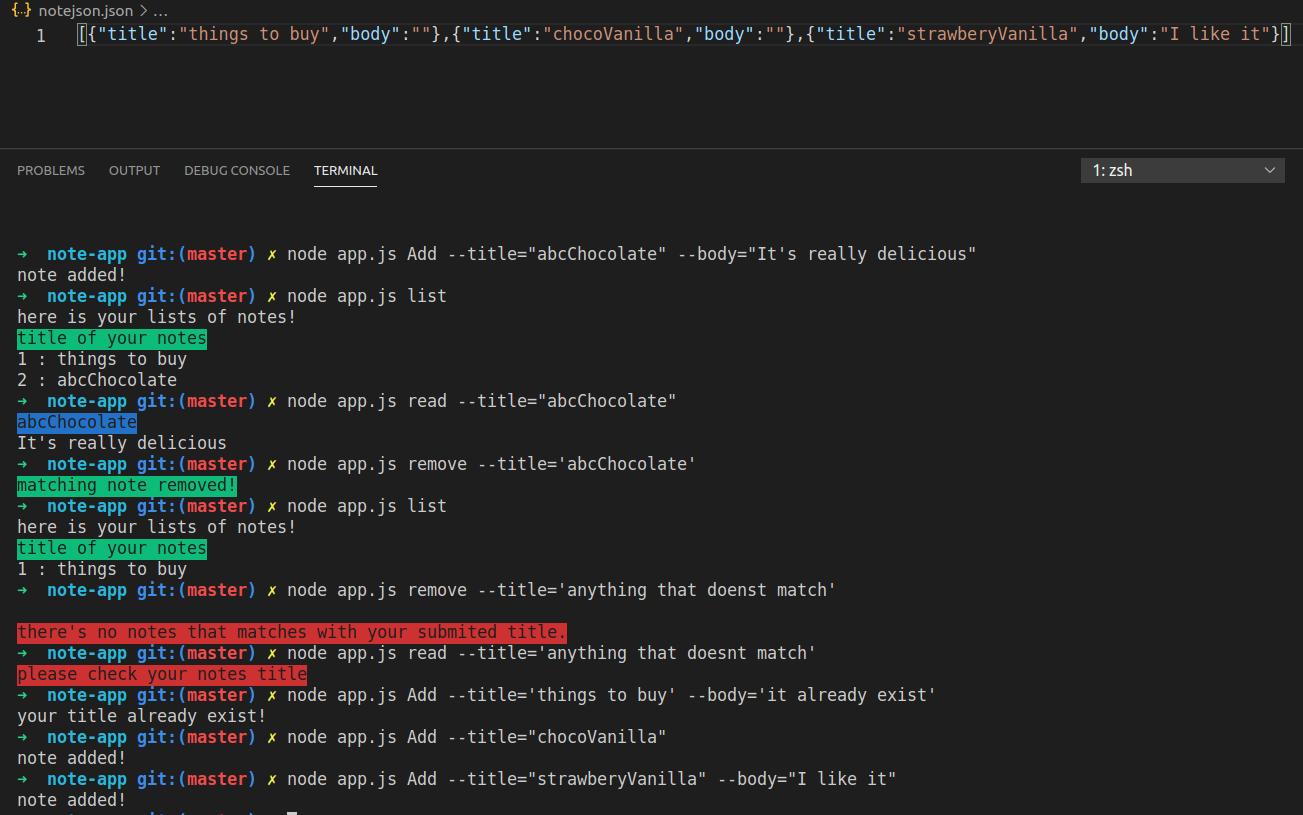 {..} notejson.json > ...
1 [{"title":"things to buy","body":""},{"title":"chocoVanilla","body":""},{"title":"strawberyVanilla","body":"I like it"}]
PROBLEMS OUTPUT DEBUG CONSOLE TERMINAL 1: zsh
➜ note-app git:(master) ✗ node app.js Add --title="abcChocolate" --body="It's really delicious"
note added!
➜ note-app git:(master) ✗ node app.js list
here is your lists of notes!
title of your notes
1 : things to buy
2 : abcChocolate
➜ note-app git:(master) ✗ node app.js read --title="abcChocolate"
abcChocolate
It's really delicious
➜ note-app git:(master) ✗ node app.js remove --title='abcChocolate'
matching note removed!
➜ note-app git:(master) ✗ node app.js list
here is your lists of notes!
title of your notes
1 : things to buy
➜ note-app git:(master) ✗ node app.js remove --title='anything that doenst match'
there's no notes that matches with your submited title.
➜ note-app git:(master) ✗ node app.js read --title='anything that doesnt match'
please check your notes title
➜ note-app git:(master) ✗ node app.js Add --title='things to buy' --body='it already exist'
your title already exist!
➜ note-app git:(master) ✗ node app.js Add --title="chocoVanilla"
note added!
➜ note-app git:(master) ✗ node app.js Add --title="strawberyVanilla" --body="I like it"
note added!